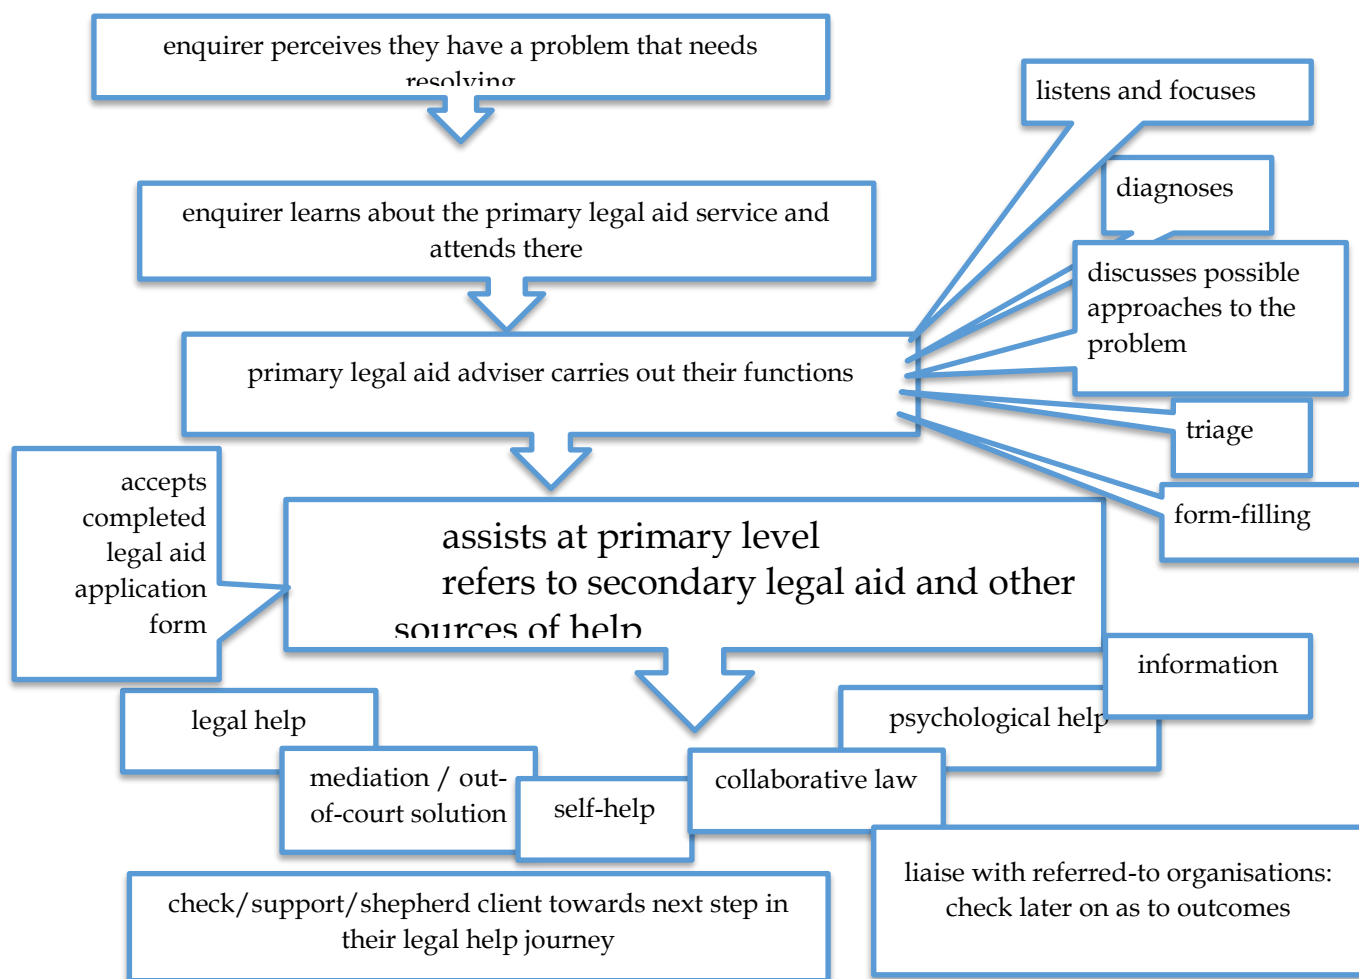 enquirer perceives they have a problem that needs
resolving
listens and focuses
diagnoses
enquirer learns about the primary legal aid service and
attends there
discusses possible
approaches to the
problem
primary legal aid adviser carries out their functions
triage
form-filling
accepts
completed
legal aid
application
form
assists at primary level
refers to secondary legal aid and other
sources of help
information
psychological help
legal help
mediation / out-
of-court solution
self-help
collaborative law
liaise with referred-to organisations:
check later on as to outcomes
check/support/shepherd client towards next step in
their legal help journey